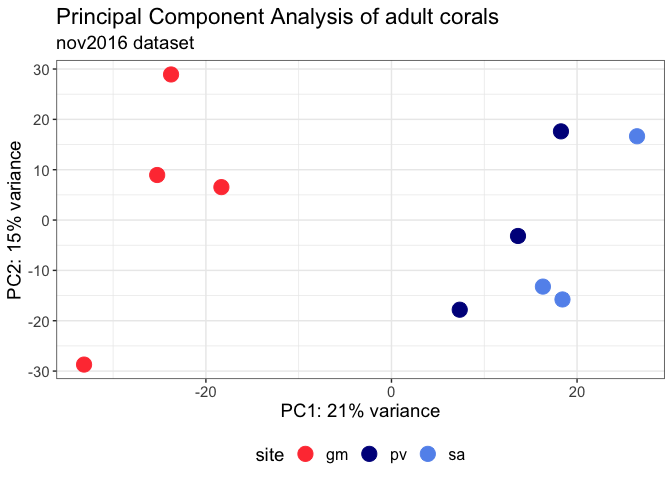 Principal Component Analysis of adult corals
nov2016 dataset
30
20
10
0
-10
-20
-30
PC2: 15% variance
-20 0 20
PC1: 21% variance
site gm pv sa